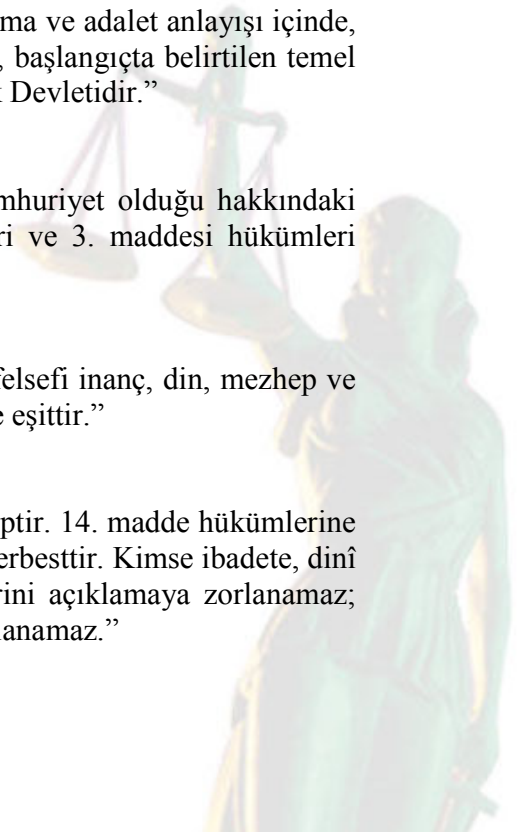 ma ve adalet anlayışı içinde,
, başlangıçta belirtilen temel
Devletidir.”
mhuriyet olduğu hakkındaki
ri ve 3. maddesi hükümleri
felsefi inanç, din, mezhep ve
e eşittir.”
ptir. 14. madde hükümlerine
erbesttir. Kimse ibadete, dinî
rini açıklamaya zorlanamaz;
lanamaz.”